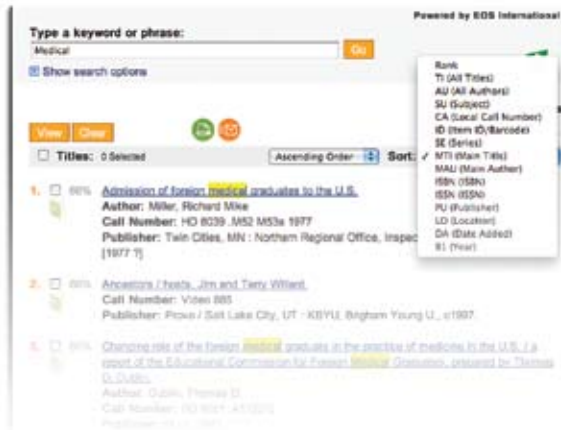 Powered by EOS International
Type a keyword or phrase:
Medical
Go
Show search options
View Clear
Titles: 0 Selected
Ascending Order
Sort:
Rank
TI (All Titles)
AU (All Authors)
SU (Subject)
CA (Local Call Number)
ID (Item ID/Barcode)
SE (Series)
✓ MTI (Main Title)
MAU (Main Author)
ISBN (ISBN)
ISSN (ISSN)
PU (Publisher)
LO (Location)
DA (Date Added)
(Year)
1. 66% Admission of foreign medical graduates to the U.S.
Author: Miller, Richard Mike
Call Number: HD 8039 .M52 M53a 1977
Publisher: Twin Cities, MN : Northern Regional Office, Inspec
[1977 ?]
2. Ancestors / hosts, Jim and Terry Willard.
Call Number: Video 885
Publisher: Provo / Salt Lake City, UT : KBYU, Brigham Young U., c1997.
3. Changing role of the foreign medical graduate in the practice of medicine in the U.S. / a
report of the Educational Commission for Foreign Medical Graduates, prepared by Thomas
D. Dublin.
Author: Dublin, Thomas D.
Call Number:
Publisher: